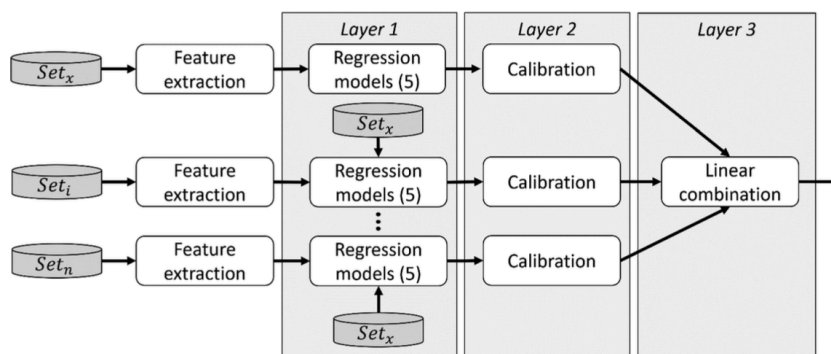 Layer 1
Layer 2
Layer 3
Set_x
Feature
extraction
Regression
models (5)
Calibration
Set_x
Set_i
Feature
extraction
Regression
models (5)
Calibration
Linear
combination
Set_n
Feature
extraction
Regression
models (5)
Calibration
Set_x